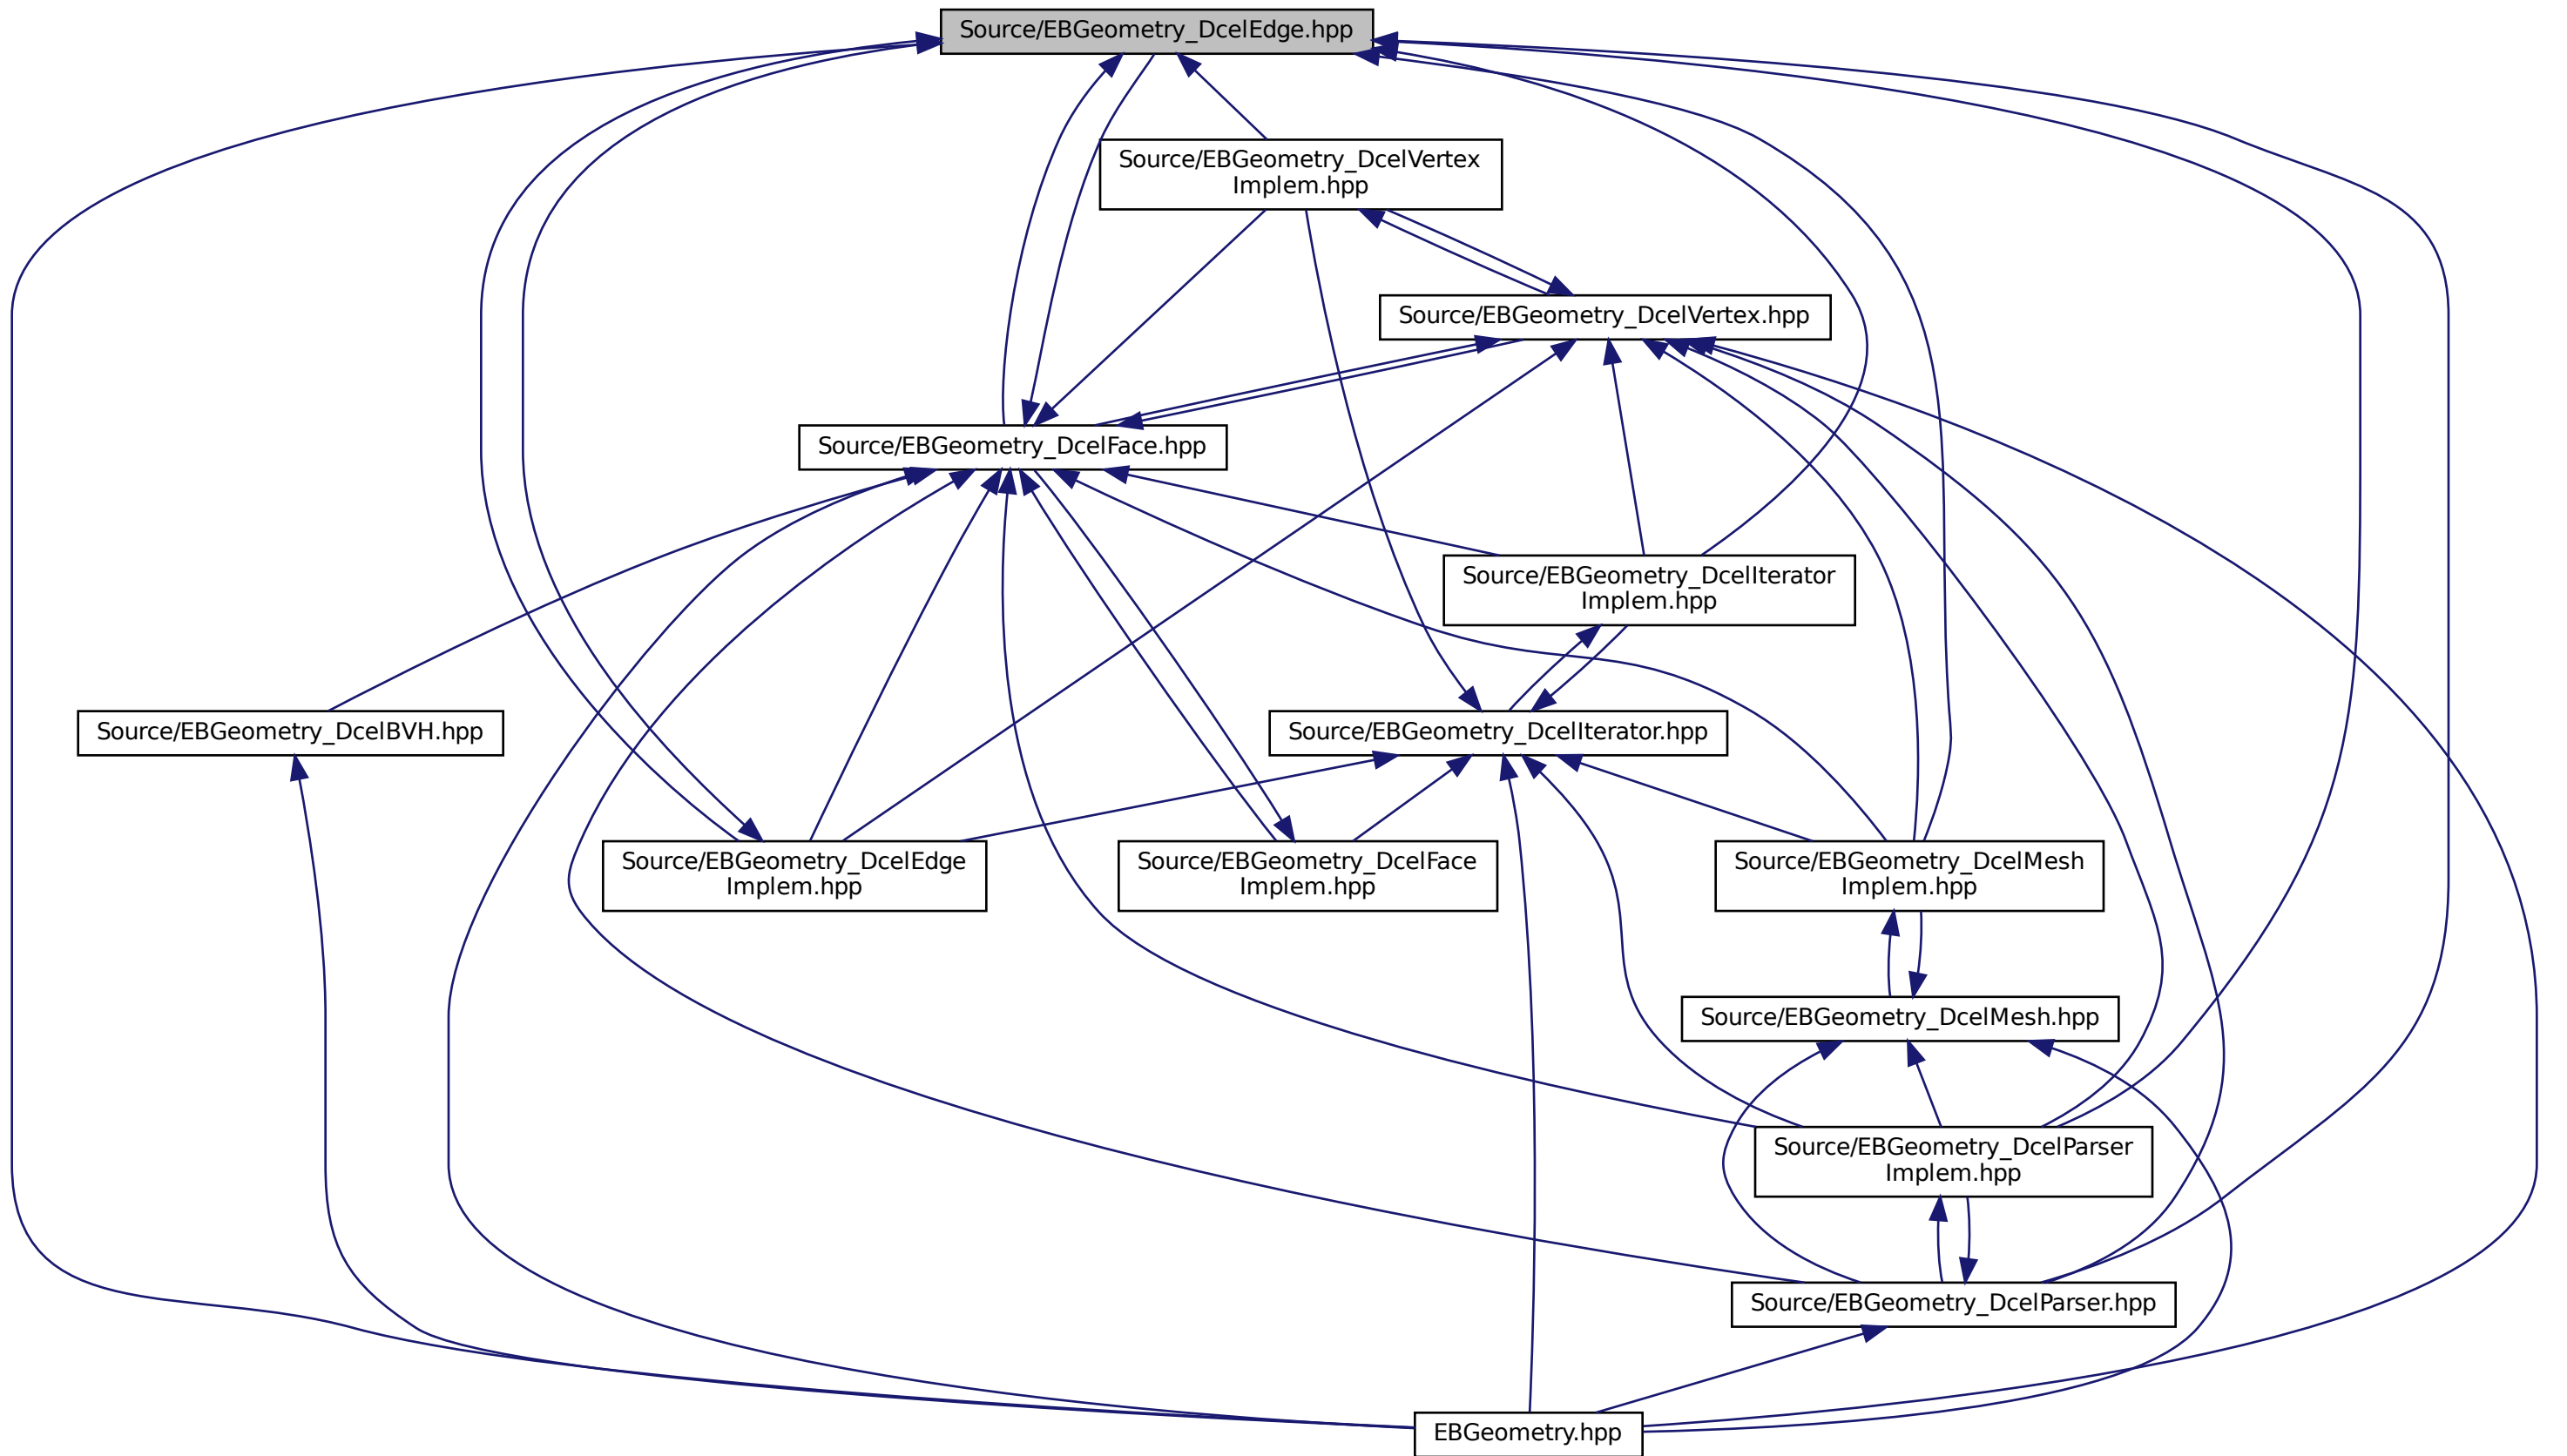 Source/EBGeometry_DcelEdge.hpp
Source/EBGeometry_DcelVertex
Implem.hpp
Source/EBGeometry_DcelVertex.hpp
Source/EBGeometry_DcelFace.hpp
Source/EBGeometry_DcelIterator
Implem.hpp
Source/EBGeometry_DcelBVH.hpp
Source/EBGeometry_DcelIterator.hpp
Source/EBGeometry_DcelEdge
Implem.hpp
Source/EBGeometry_DcelFace
Implem.hpp
Source/EBGeometry_DcelMesh
Implem.hpp
Source/EBGeometry_DcelMesh.hpp
Source/EBGeometry_DcelParser
Implem.hpp
Source/EBGeometry_DcelParser.hpp
EBGeometry.hpp